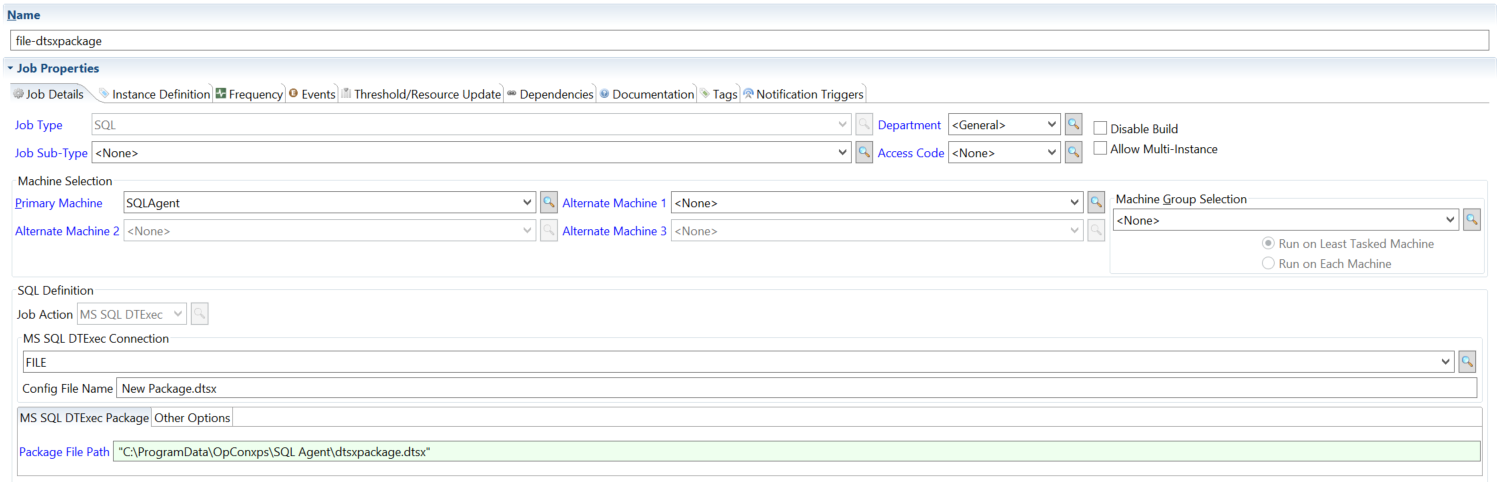 Name
file-dtsxpackage
Job Properties
Job Details Instance Definition Frequency Events Threshold/Resource Update Dependencies Documentation Tags Notification Triggers
Job Type SQL Department <General> Disable Build
Job Sub-Type <None> Access Code <None> Allow Multi-Instance
Machine Selection
Primary Machine SQLAgent Alternate Machine 1 <None> Machine Group Selection
<None>
Alternate Machine 2 <None> Alternate Machine 3 <None>
Run on Least Tasked Machine
Run on Each Machine
SQL Definition
Job Action MS SQL DTExec
MS SQL DTExec Connection
FILE
Config File Name New Package.dtsx
MS SQL DTExec Package Other Options
Package File Path "C:\ProgramData\OpConxps\SQL Agent\dtsxpackage.dtsx"